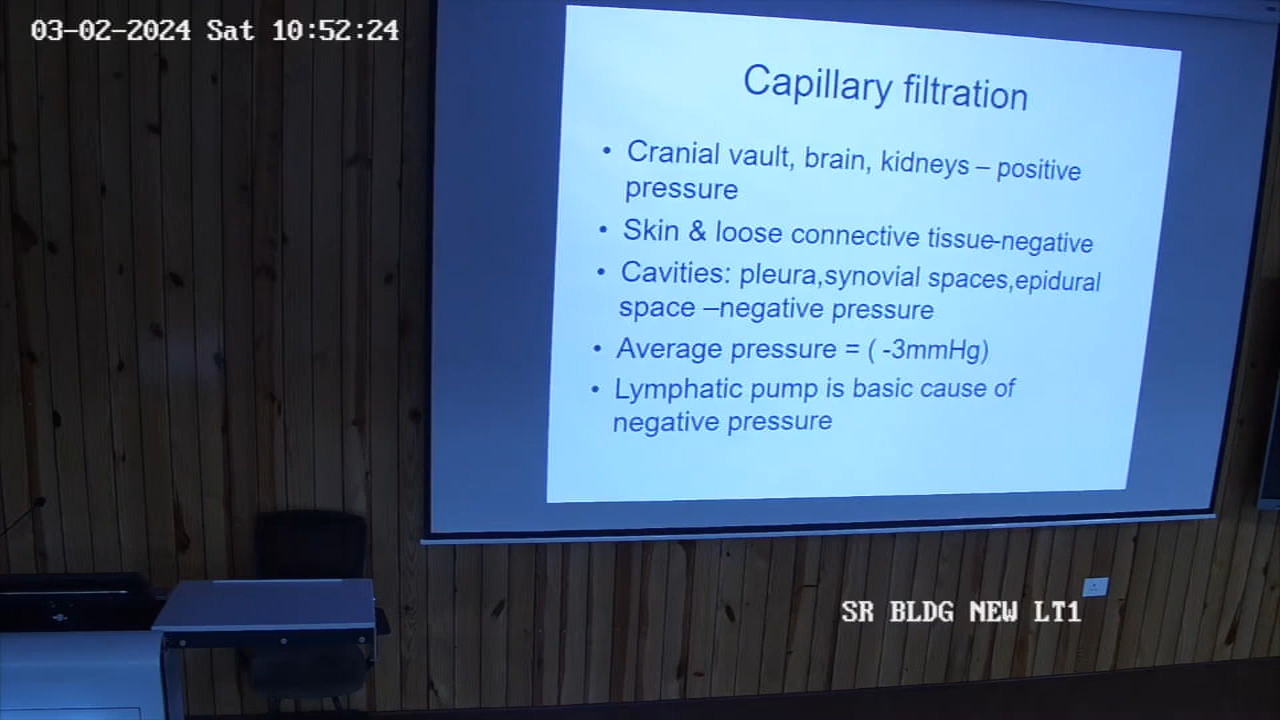 03-02-2024 Sat 10:52:24
Capillary filtration
• Cranial vault, brain, kidneys – positive
pressure
• Skin & loose connective tissue-negative
• Cavities: pleura,synovial spaces,epidural
space –negative pressure
• Average pressure = ( -3mmHg)
• Lymphatic pump is basic cause of
negative pressure
SR BLDG NEW LT1